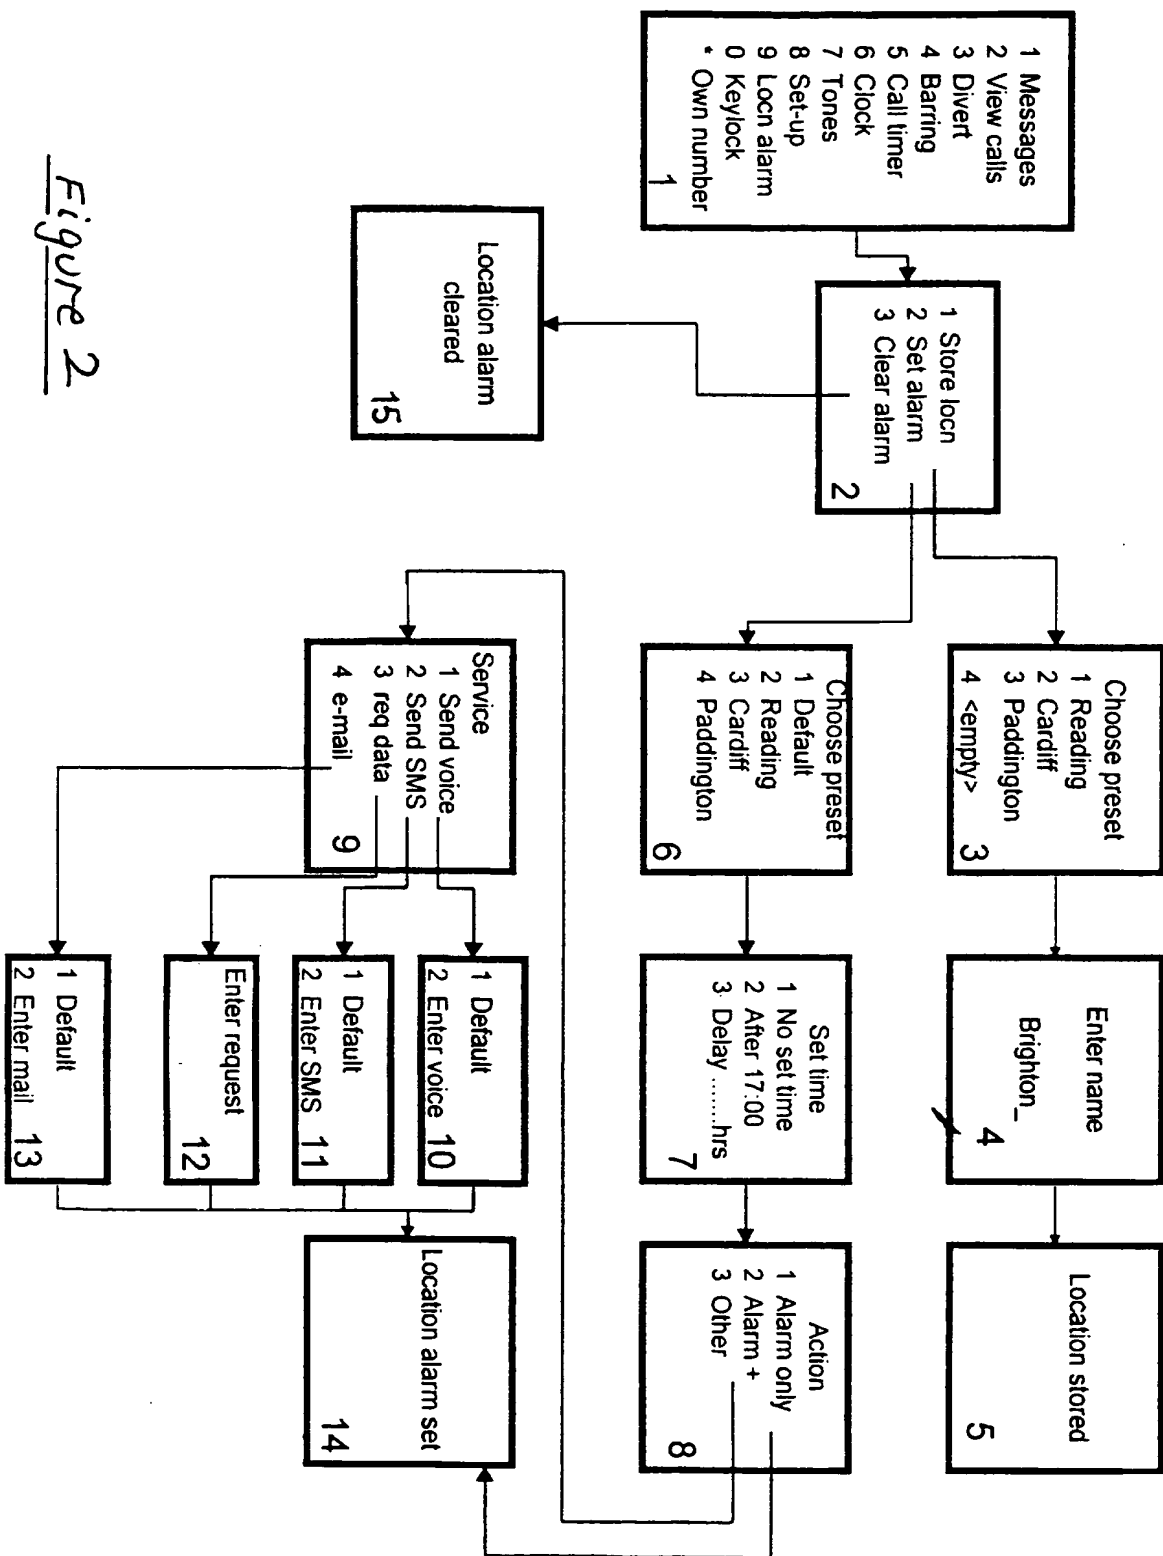 1 Messages
2 View calls
3 Divert
4 Barring
5 Call timer
6 Clock
7 Tones
8 Set-up
9 Locn alarm
0 Keylock
* Own number
1
1 Store locn
2 Set alarm
3 Clear alarm
2
Choose preset
1 Reading
2 Cardiff
3 Paddington
4 <empty>
3
Enter name
Brighton_
4
Location stored
5
Choose preset
1 Default
2 Reading
3 Cardiff
4 Paddington
6
Set time
1 No set time
2 After 17:00
3 Delay ........hrs
7
Action
1 Alarm only
2 Alarm +
3 Other
8
Service
1 Send voice
2 Send SMS
3 req data
4 e-mail
9
1 Default
2 Enter voice
10
1 Default
2 Enter SMS
11
Enter request
12
1 Default
2 Enter mail
13
Location alarm set
14
Location alarm
cleared
15
Figure 2